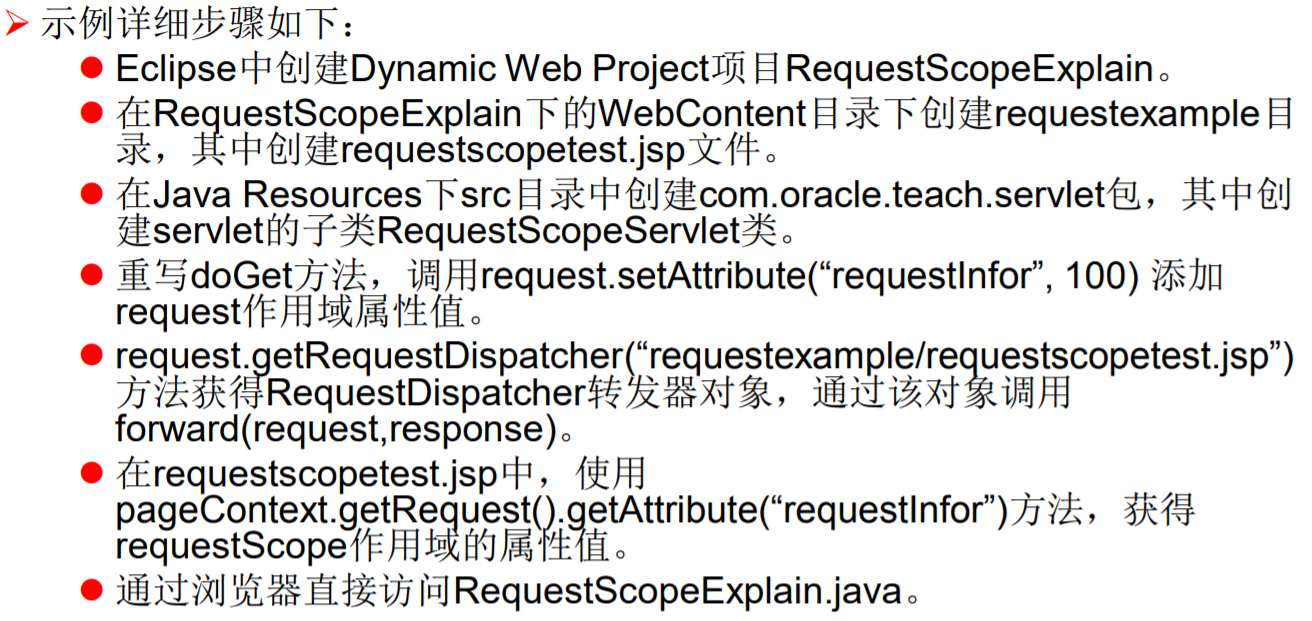 示例详细步骤如下：
Eclipse中创建Dynamic Web Project项目RequestScopeExplain。
在RequestScopeExplain下的WebContent目录下创建requestexample目
录，其中创建requestscopetest.jsp文件。
在Java Resources下src目录中创建com.oracle.teach.servlet包，其中创
建servlet的子类RequestScopeServlet类。
重写doGet方法，调用request.setAttribute(“requestInfor”, 100) 添加
request作用域属性值。
request.getRequestDispatcher(“requestexample/requestscopetest.jsp”)
方法获得RequestDispatcher转发器对象，通过该对象调用
forward(request,response)。
在requestscopetest.jsp中，使用
pageContext.getRequest().getAttribute(“requestInfor”)方法，获得
requestScope作用域的属性值。
通过浏览器直接访问RequestScopeExplain.java。